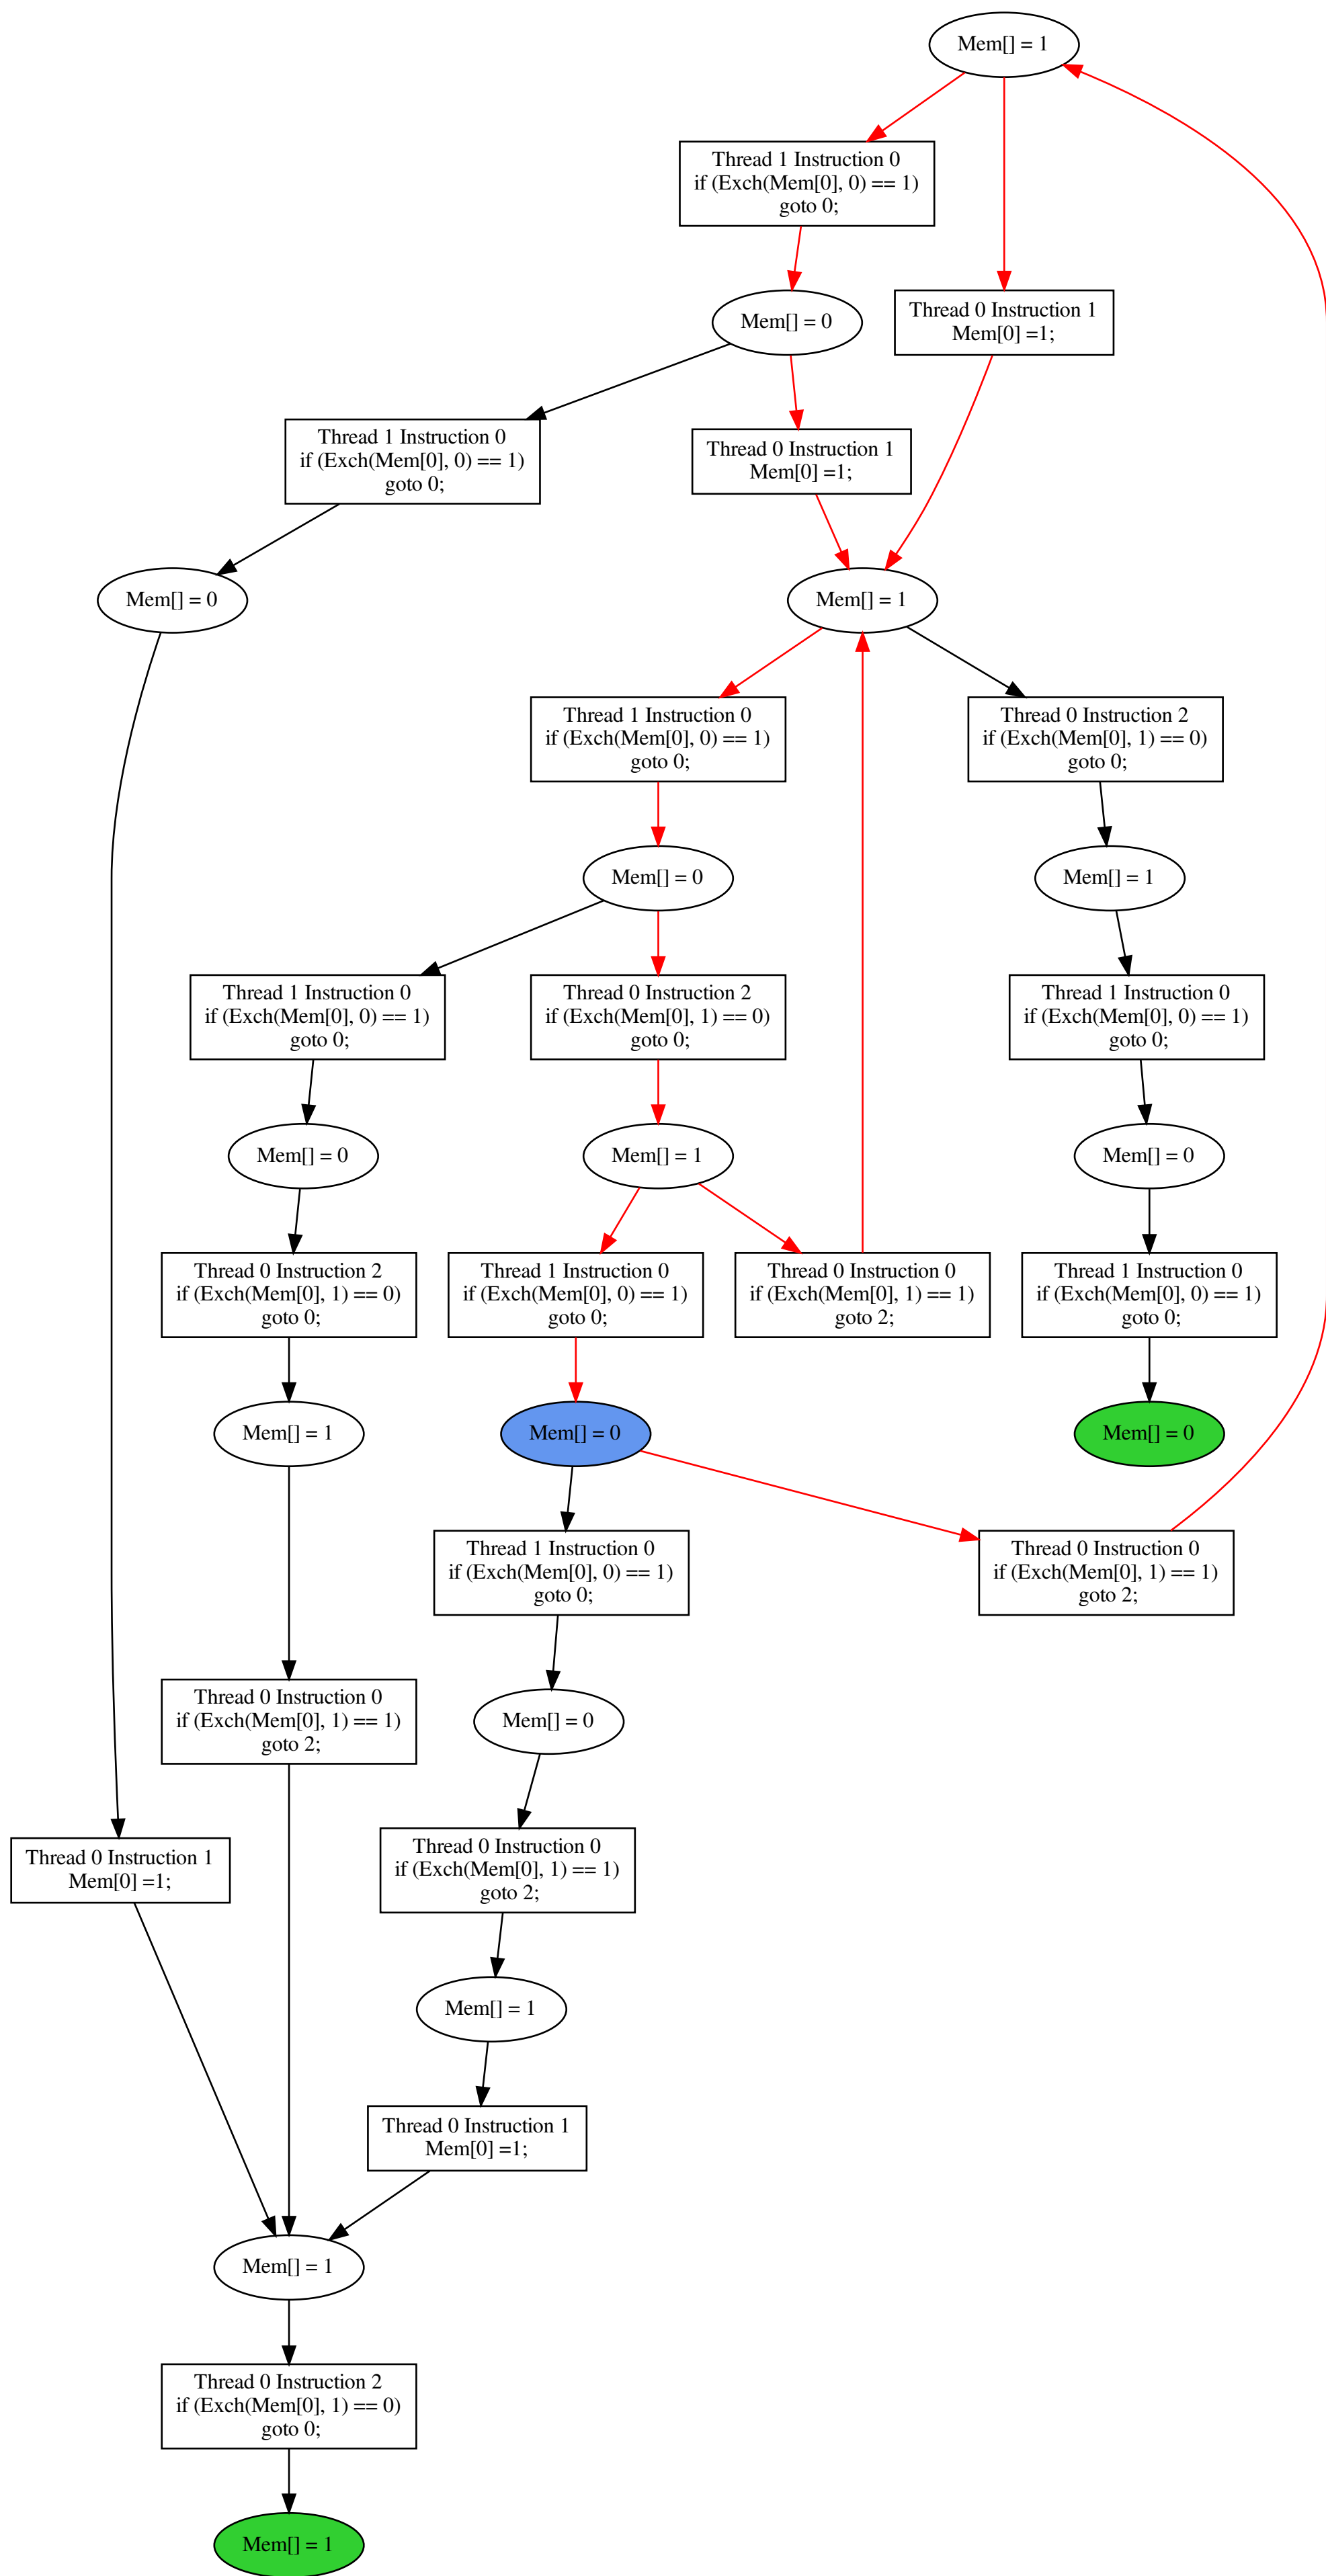 Mem[] = 1
Thread 1 Instruction 0
if (Exch(Mem[0], 0) == 1)
goto 0;
Mem[] = 0
Thread 0 Instruction 1
Mem[0] =1;
Thread 1 Instruction 0
if (Exch(Mem[0], 0) == 1)
goto 0;
Thread 0 Instruction 1
Mem[0] =1;
Mem[] = 0
Mem[] = 1
Thread 1 Instruction 0
if (Exch(Mem[0], 0) == 1)
goto 0;
Thread 0 Instruction 2
if (Exch(Mem[0], 1) == 0)
goto 0;
Mem[] = 0
Mem[] = 1
Thread 1 Instruction 0
if (Exch(Mem[0], 0) == 1)
goto 0;
Thread 0 Instruction 2
if (Exch(Mem[0], 1) == 0)
goto 0;
Thread 1 Instruction 0
if (Exch(Mem[0], 0) == 1)
goto 0;
Mem[] = 0
Mem[] = 1
Mem[] = 0
Thread 0 Instruction 2
if (Exch(Mem[0], 1) == 0)
goto 0;
Thread 1 Instruction 0
if (Exch(Mem[0], 0) == 1)
goto 0;
Thread 0 Instruction 0
if (Exch(Mem[0], 1) == 1)
goto 2;
Thread 1 Instruction 0
if (Exch(Mem[0], 0) == 1)
goto 0;
Mem[] = 1
Mem[] = 0
Mem[] = 0
Thread 1 Instruction 0
if (Exch(Mem[0], 0) == 1)
goto 0;
Thread 0 Instruction 0
if (Exch(Mem[0], 1) == 1)
goto 2;
Thread 0 Instruction 0
if (Exch(Mem[0], 1) == 1)
goto 2;
Mem[] = 0
Thread 0 Instruction 1
Mem[0] =1;
Thread 0 Instruction 0
if (Exch(Mem[0], 1) == 1)
goto 2;
Mem[] = 1
Thread 0 Instruction 1
Mem[0] =1;
Mem[] = 1
Thread 0 Instruction 2
if (Exch(Mem[0], 1) == 0)
goto 0;
Mem[] = 1